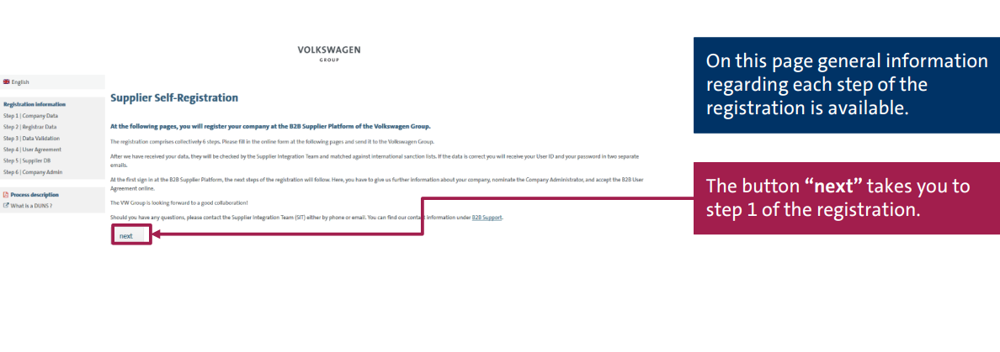 VOLKSWAGEN
GROUP
English
Registration information
Step 1 | Company Data
Step 2 | Registrar Data
Step 3 | Data Validation
Step 4 | User Agreement
Step 5 | Supplier DB
Step 6 | Company Admin
Process description
What is a DUNS ?
Supplier Self-Registration
At the following pages, you will register your company at the B2B Supplier Platform of the Volkswagen Group.
The registration comprises collectively 6 steps. Please fill in the online form at the following pages and send it to the Volkswagen Group.
After we have received your data, they will be checked by the Supplier Integration Team and matched against international sanction lists. If the data is correct you will receive your User ID and your password in two separate
emails.
At the first sign in at the B2B Supplier Platform, the next steps of the registration will follow. Here, you have to give us further information about your company, nominate the Company Administrator, and accept the B2B User
Agreement online.
The VW Group is looking forward to a good collaboration!
Should you have any questions, please contact the Supplier Integration Team (SIT) either by phone or email. You can find our contact information under B2B Support.
next
On this page general information
regarding each step of the
registration is available.
The button “next” takes you to
step 1 of the registration.